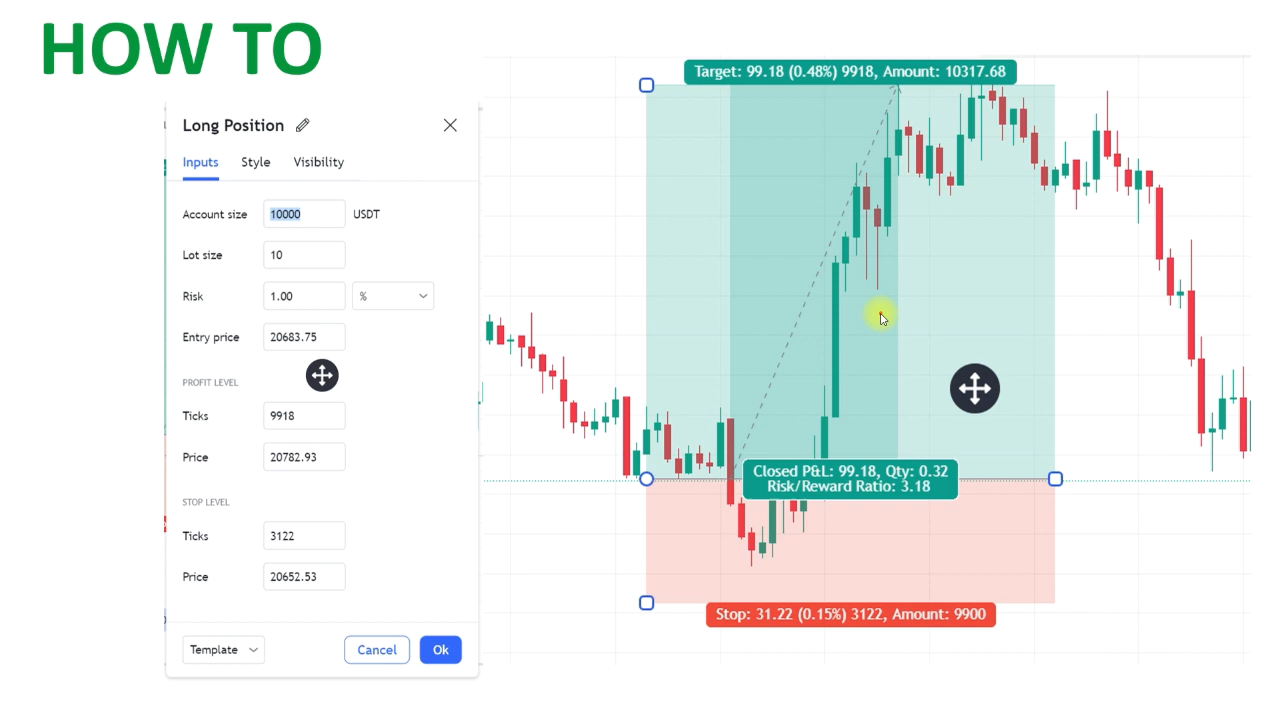 HOW TO
Long Position
Inputs Style Visibility
Account size 10000 USDT
Lot size 10
Risk 1.00 %
Entry price 20683.75
PROFIT LEVEL
Ticks 9918
Price 20782.93
STOP LEVEL
Ticks 3122
Price 20652.53
Template Cancel Ok
Target: 99.18 (0.48%) 9918, Amount: 10317.68
Closed P&L: 99.18, Qty: 0.32
Risk/Reward Ratio: 3.18
Stop: 31.22 (0.15%) 3122, Amount: 9900